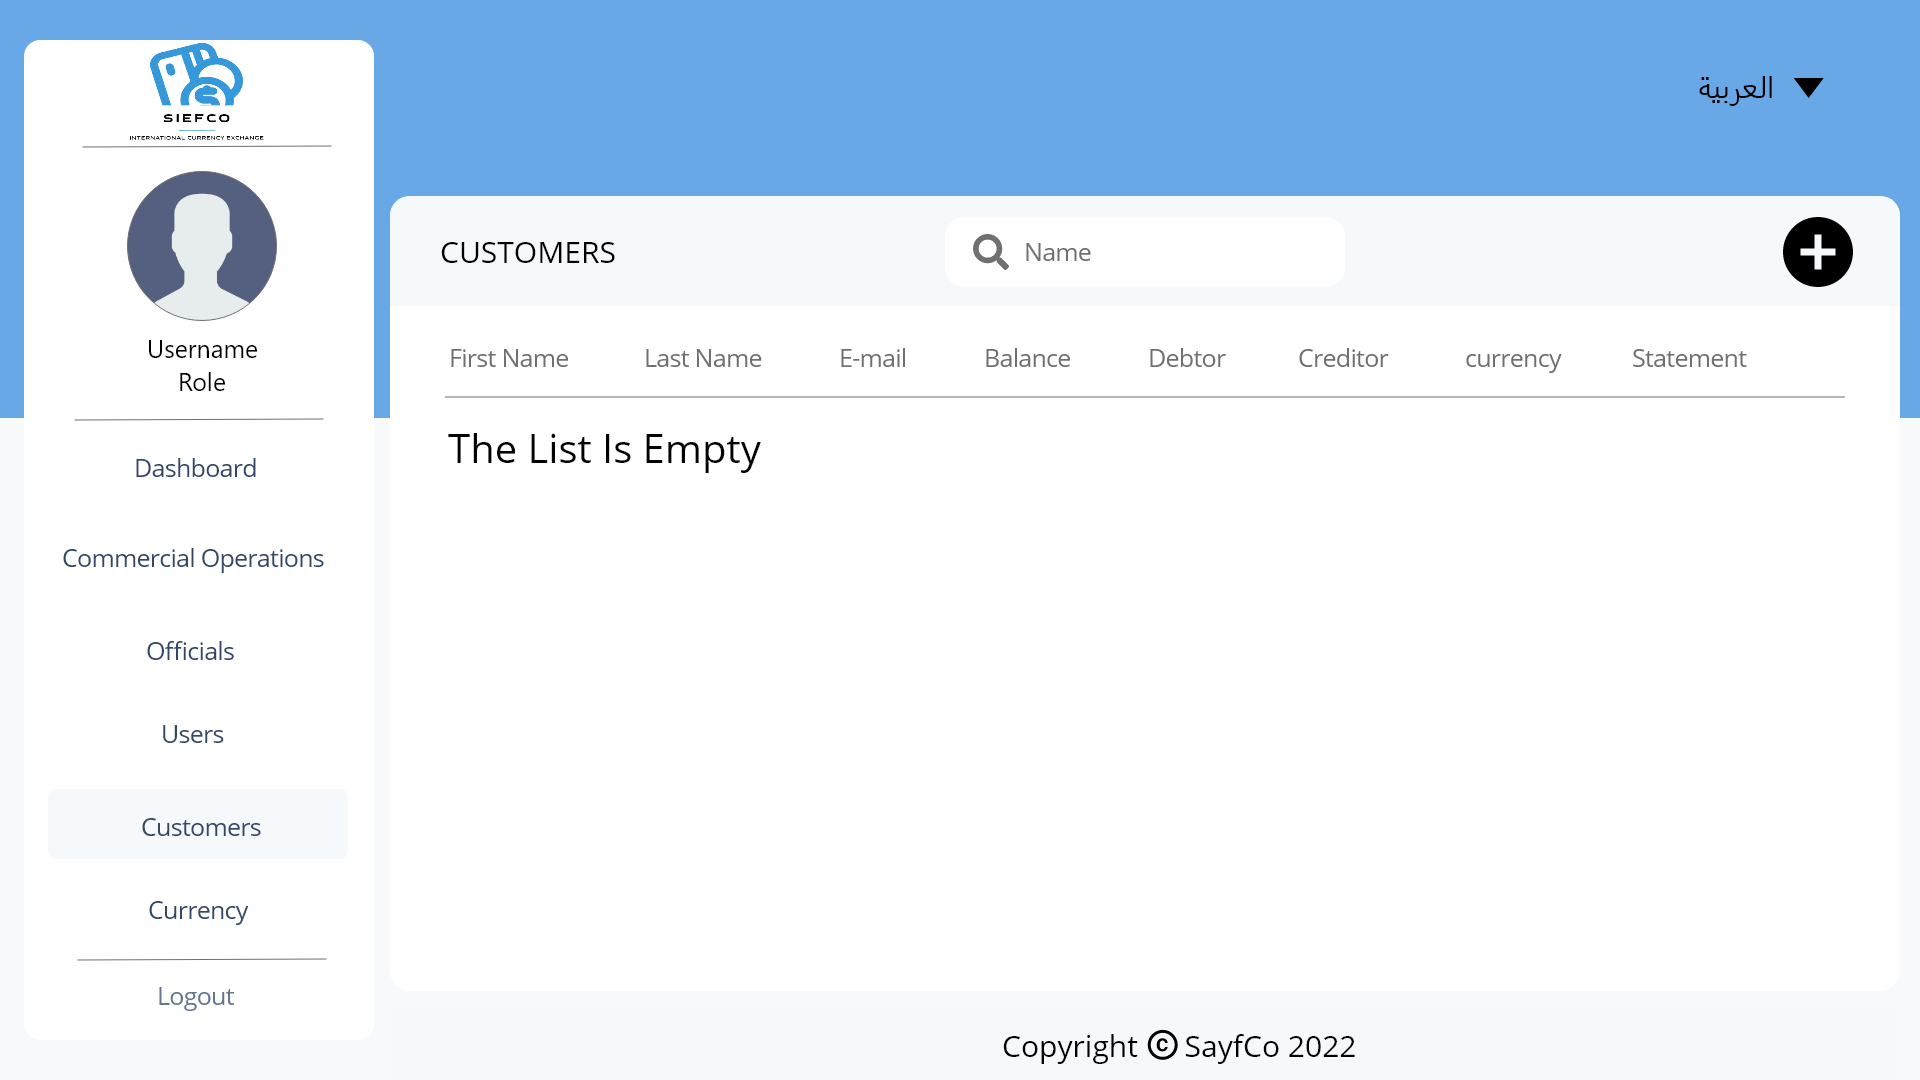 SIEFCO
INTERNATIONAL CURRENCY EXCHANGE
Username
Role
Dashboard
Commercial Operations
Officials
Users
Customers
Currency
Logout
العربية
CUSTOMERS
Name
First Name Last Name E-mail Balance Debtor Creditor currency Statement
The List Is Empty
Copyright © SayfCo 2022